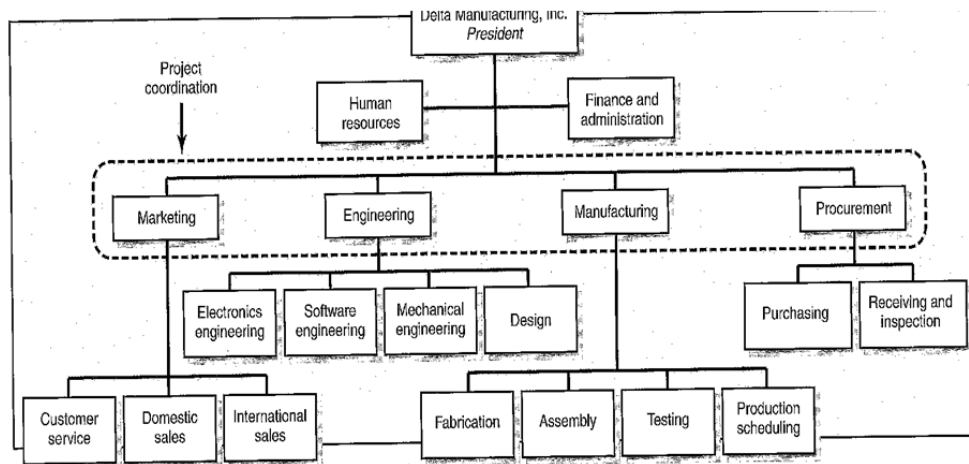 Delta Manufacturing, Inc.
President
Project
coordination
Human
resources
Finance and
administration
Marketing
Engineering
Manufacturing
Procurement
Electronics
engineering
Software
engineering
Mechanical
engineering
Design
Purchasing
Receiving and
inspection
Customer
service
Domestic
sales
International
sales
Fabrication
Assembly
Testing
Production
scheduling